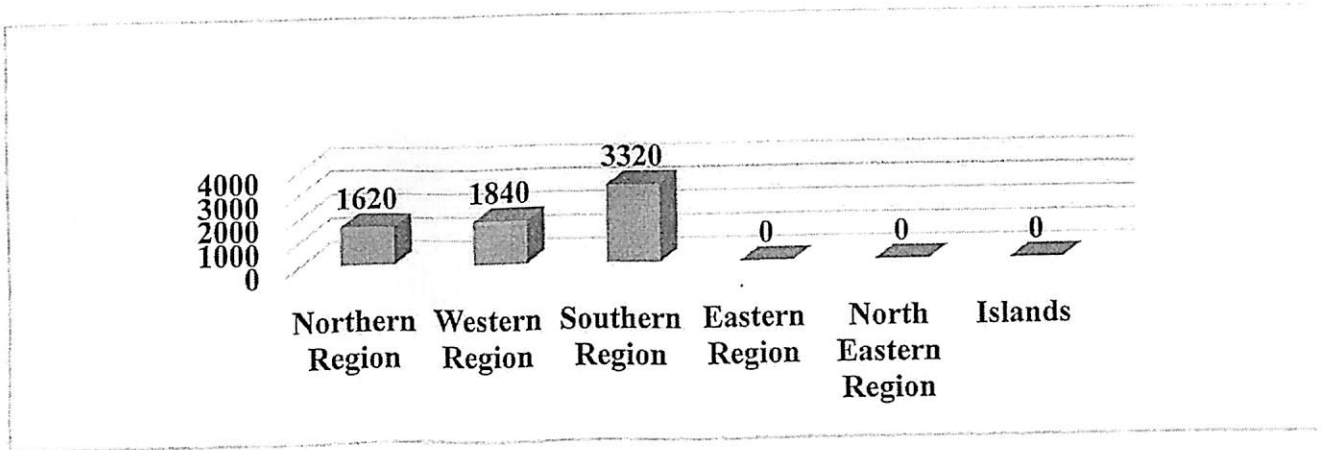 3320
1620
1840
4000
3000
2000
1000
0
0
0
0
Northern Region
Western Region
Southern Region
Eastern Region
North Eastern Region
Islands